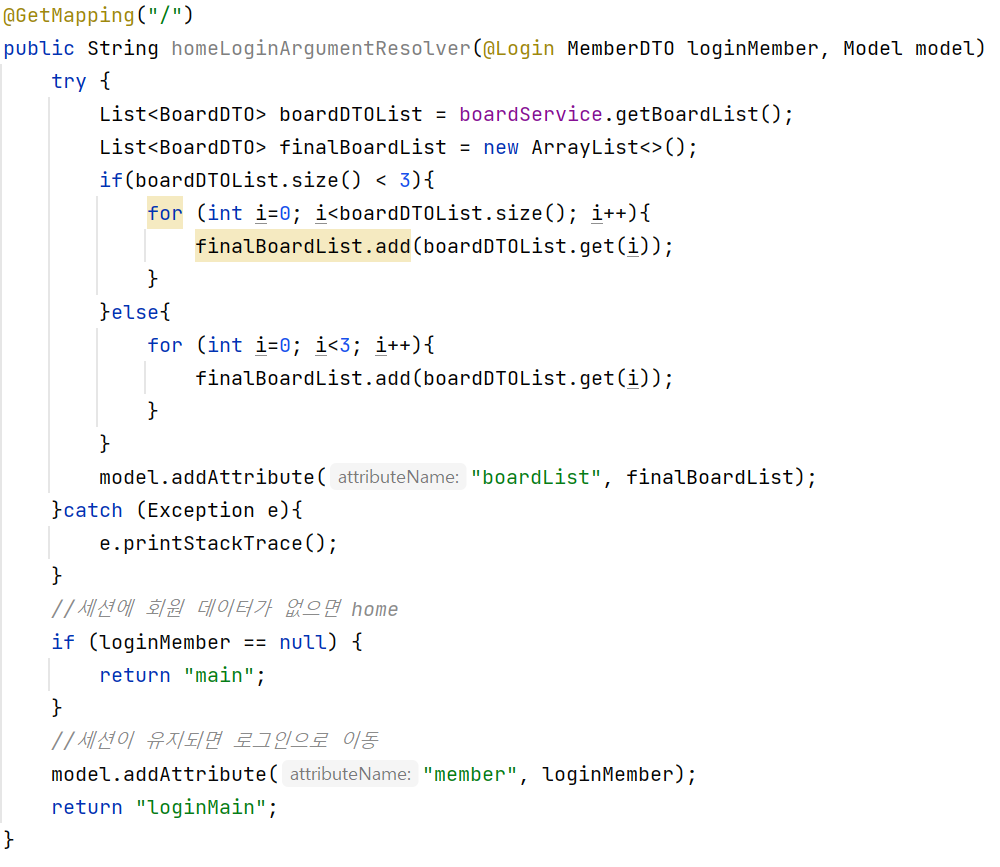 @GetMapping("/")
public String homeLoginArgumentResolver(@Login MemberDTO loginMember, Model model)
try {
List<BoardDTO> boardDTOList = boardService.getBoardList();
List<BoardDTO> finalBoardList = new ArrayList<>();
if(boardDTOList.size() < 3){
for (int i=0; i<boardDTOList.size(); i++){
finalBoardList.add(boardDTOList.get(i));
}
}else{
for (int i=0; i<3; i++){
finalBoardList.add(boardDTOList.get(i));
}
}
model.addAttribute( attributeName: "boardList", finalBoardList);
}catch (Exception e){
e.printStackTrace();
}
//세션에 회원 데이터가 없으면 home
if (loginMember == null) {
return "main";
}
//세션이 유지되면 로그인으로 이동
model.addAttribute( attributeName: "member", loginMember);
return "loginMain";
}